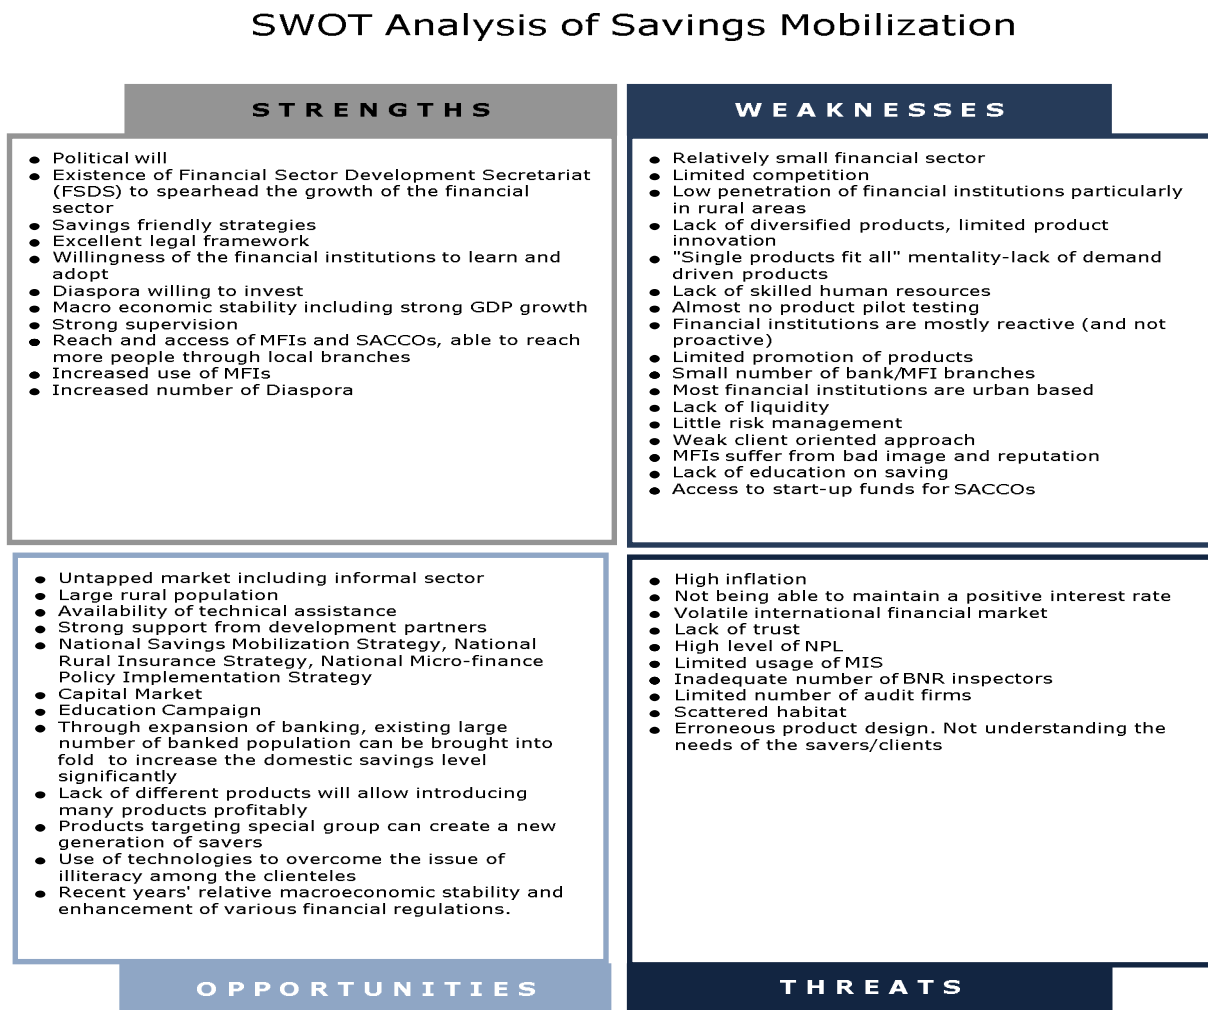 SWOT Analysis of Savings Mobilization
STRENGTHS
• Political will
• Existence of Financial Sector Development Secretariat
(FSDS) to spearhead the growth of the financial
sector
• Savings friendly strategies
• Excellent legal framework
• Willingness of the financial institutions to learn and
adopt
• Diaspora willing to invest
• Macro economic stability including strong GDP growth
• Strong supervision
• Reach and access of MFIs and SACCOs, able to reach
more people through local branches
• Increased use of MFIs
• Increased number of Diaspora
WEAKNESSES
• Relatively small financial sector
• Limited competition
• Low penetration of financial institutions particularly
in rural areas
• Lack of diversified products, limited product
innovation
• "Single products fit all" mentality-lack of demand
driven products
• Lack of skilled human resources
• Almost no product pilot testing
• Financial institutions are mostly reactive (and not
proactive)
• Limited promotion of products
• Small number of bank/MFI branches
• Most financial institutions are urban based
• Lack of liquidity
• Little risk management
• Weak client oriented approach
• MFIs suffer from bad image and reputation
• Lack of education on saving
• Access to start-up funds for SACCOs
• Untapped market including informal sector
• Large rural population
• Availability of technical assistance
• Strong support from development partners
• National Savings Mobilization Strategy, National
Rural Insurance Strategy, National Micro-finance
Policy Implementation Strategy
• Capital Market
• Education Campaign
• Through expansion of banking, existing large
number of banked population can be brought into
fold to increase the domestic savings level
significantly
• Lack of different products will allow introducing
many products profitably
• Products targeting special group can create a new
generation of savers
• Use of technologies to overcome the issue of
illiteracy among the clienteles
• Recent years' relative macroeconomic stability and
enhancement of various financial regulations.
OPPORTUNITIES
• High inflation
• Not being able to maintain a positive interest rate
• Volatile international financial market
• Lack of trust
• High level of NPL
• Limited usage of MIS
• Inadequate number of BNR inspectors
• Limited number of audit firms
• Scattered habitat
• Erroneous product design. Not understanding the
needs of the savers/clients
THREATS